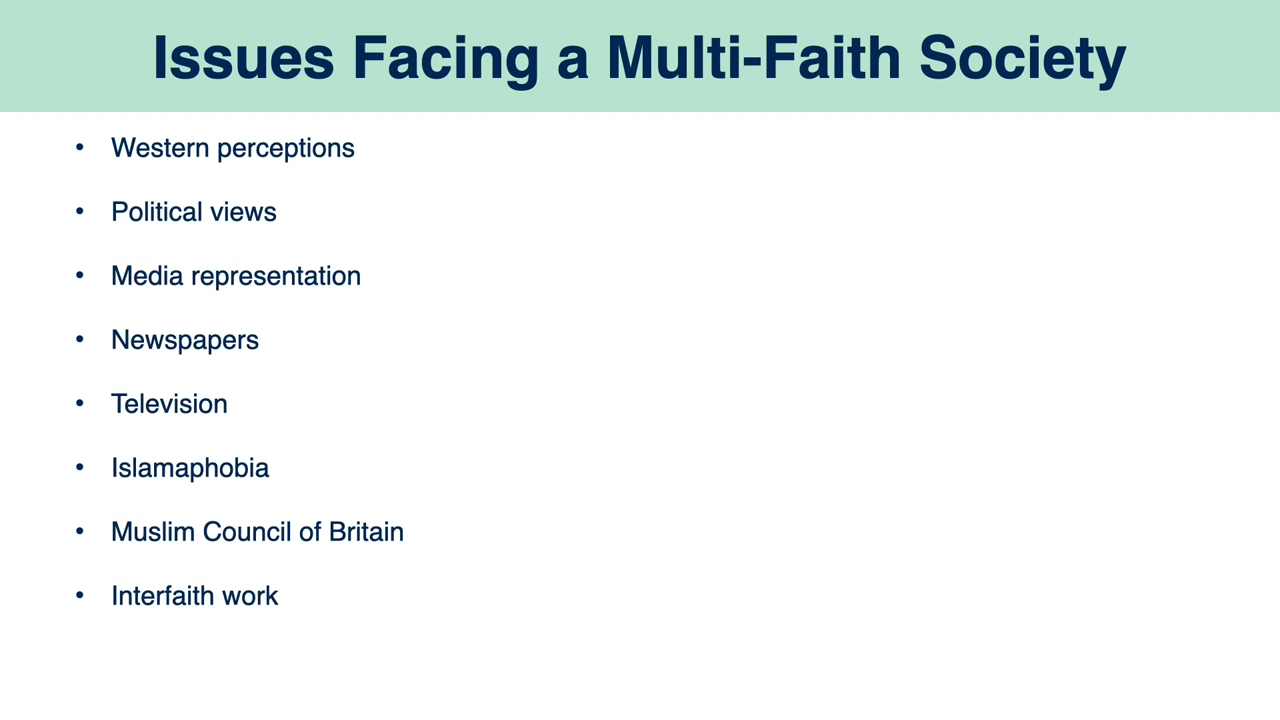 Issues Facing a Multi-Faith Society
• Western perceptions
• Political views
• Media representation
• Newspapers
• Television
• Islamaphobia
• Muslim Council of Britain
• Interfaith work